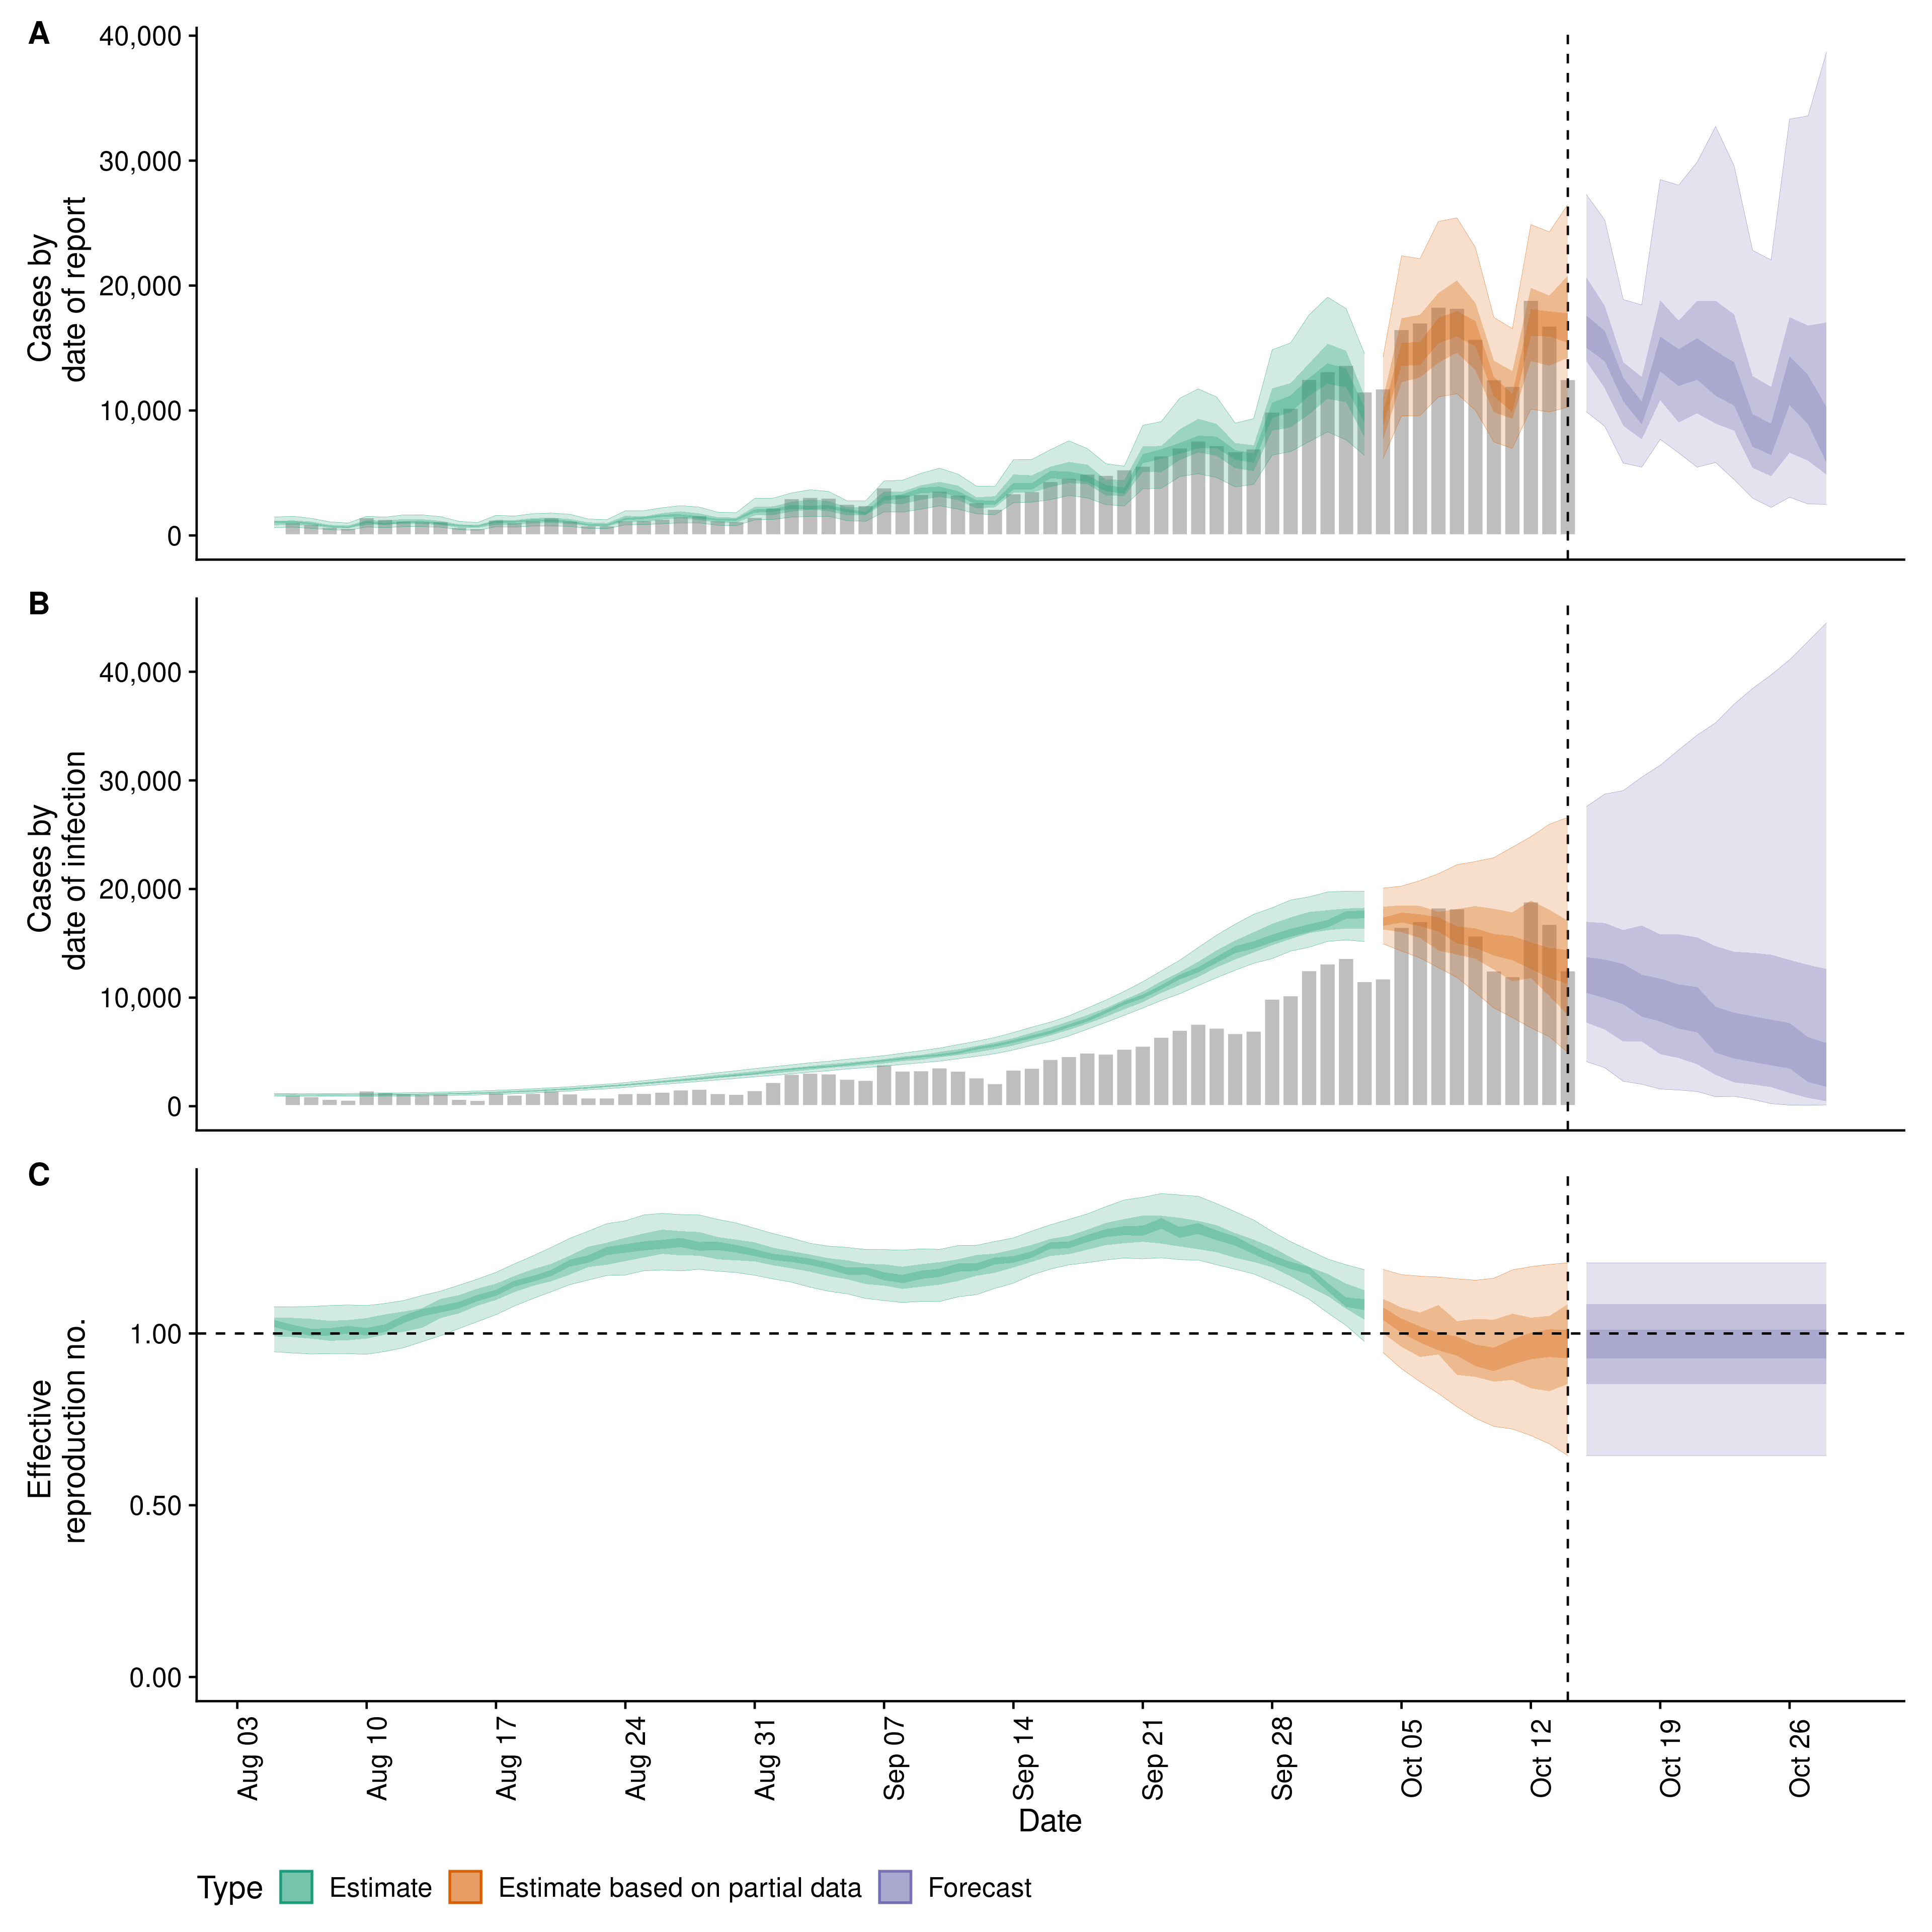 A
40,000
30,000
20,000
10,000
0
Cases by
date of report
B
40,000
30,000
20,000
10,000
0
Cases by
date of infection
C
1.00
0.50
0.00
Effective
reproduction no.
Aug 03
Aug 10
Aug 17
Aug 24
Aug 31
Sep 07
Sep 14
Sep 21
Sep 28
Oct 05
Oct 12
Oct 19
Oct 26
Date
Type Estimate Estimate based on partial data Forecast